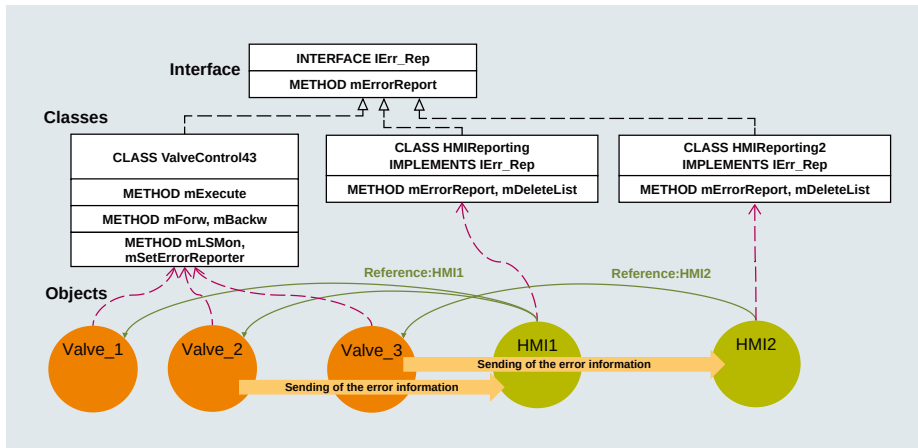 Interface
INTERFACE IErr_Rep
METHOD mErrorReport
Classes
CLASS ValveControl43
METHOD mExecute
METHOD mForw, mBackw
METHOD mLSMon,
mSetErrorReporter
CLASS HMIReporting
IMPLEMENTS IErr_Rep
METHOD mErrorReport, mDeleteList
CLASS HMIReporting2
IMPLEMENTS IErr_Rep
METHOD mErrorReport, mDeleteList
Reference:HMI1
Reference:HMI2
Objects
Valve_1
Valve_2
Valve_3
HMI1
HMI2
Sending of the error information
Sending of the error information